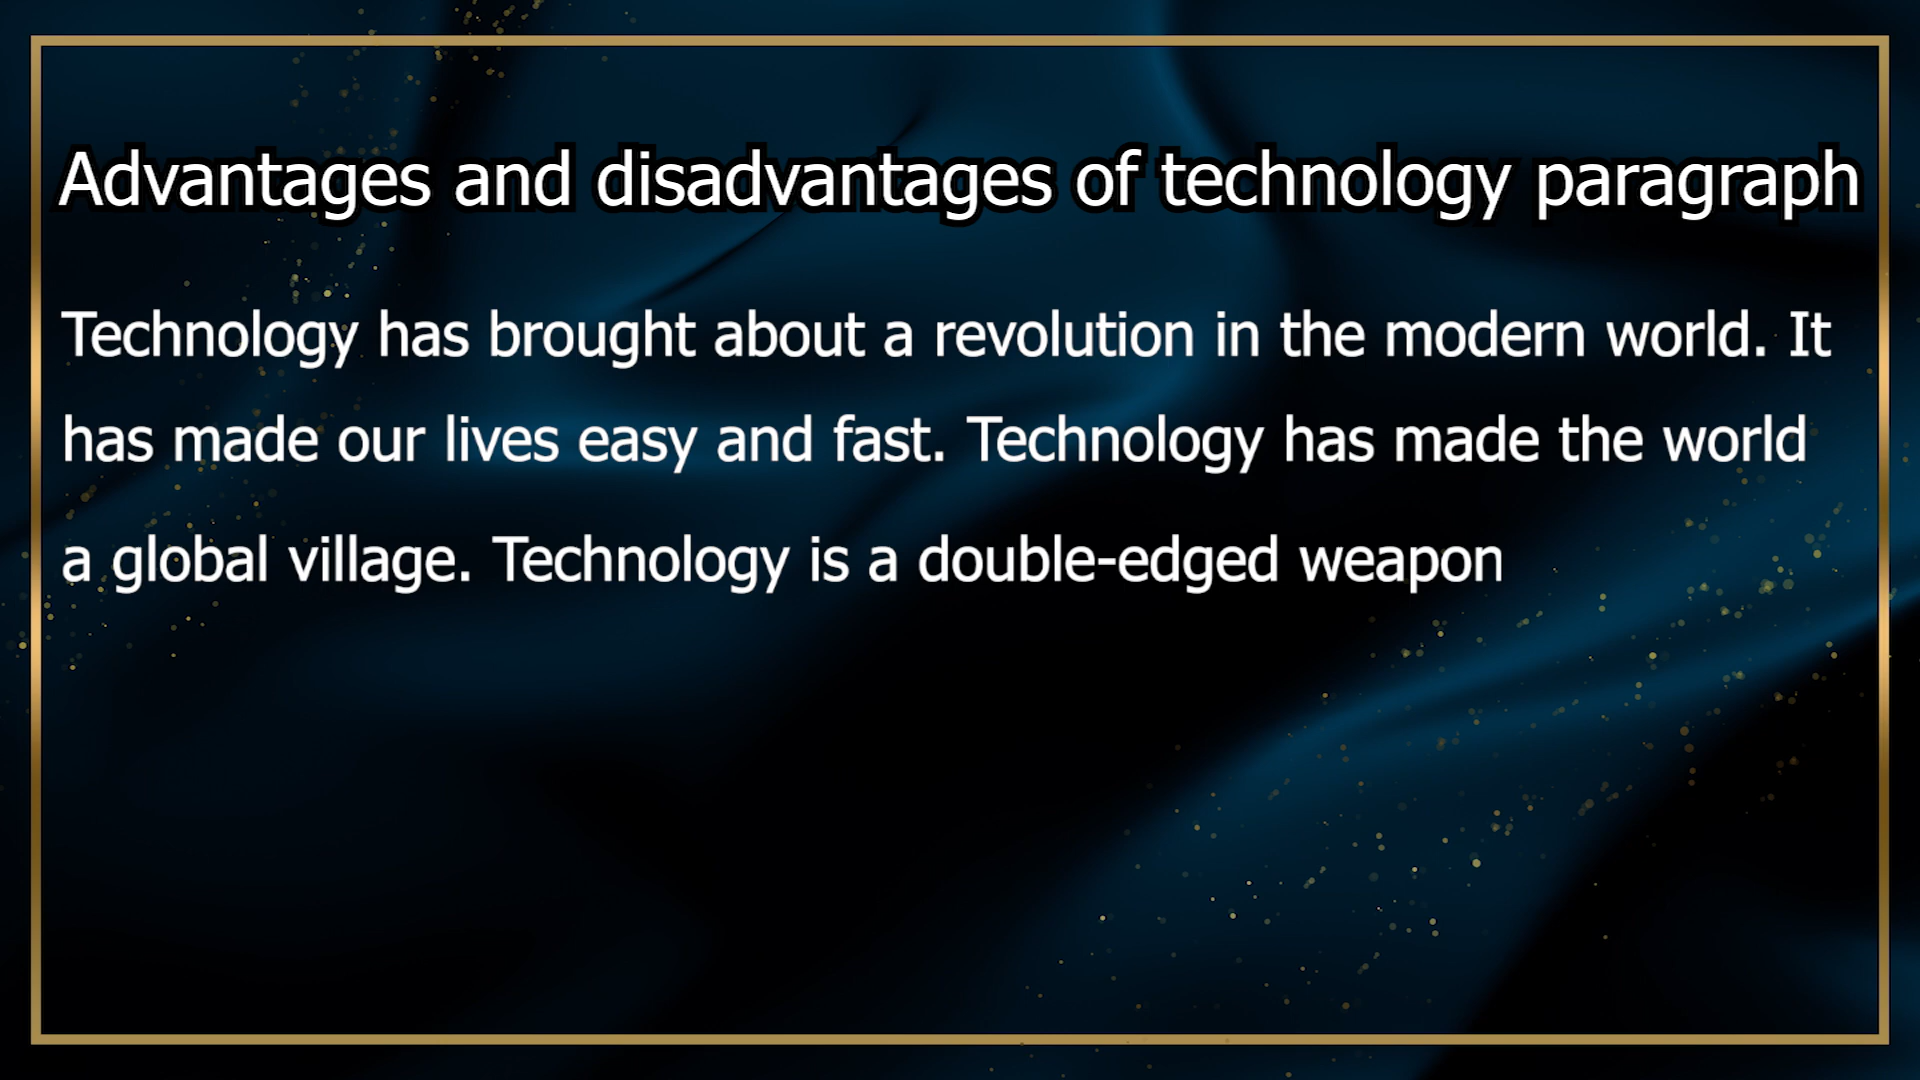 Advantages and disadvantages of technology paragraph
Technology has brought about a revolution in the modern world. It
has made our lives easy and fast. Technology has made the world
a global village. Technology is a double-edged weapon